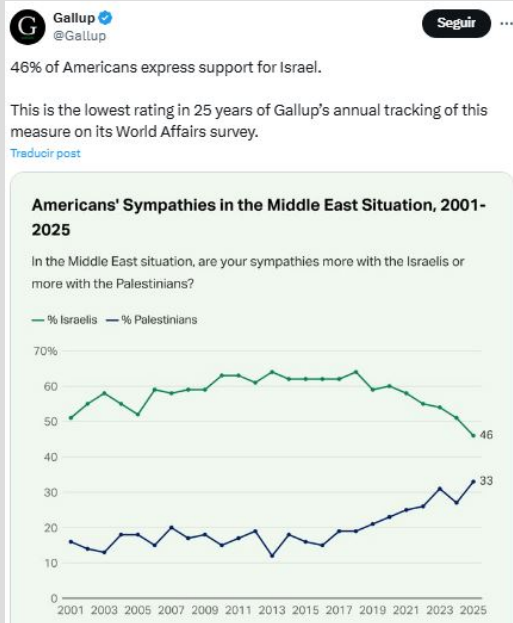 Gallup
@Gallup
Seguir
46% of Americans express support for Israel.
This is the lowest rating in 25 years of Gallup's annual tracking of this
measure on its World Affairs survey.
Traducir post
Americans' Sympathies in the Middle East Situation, 2001-
2025
In the Middle East situation, are your sympathies more with the Israelis or
more with the Palestinians?
% Israelis % Palestinians
70%
60
50
46
40
33
30
20
10
0
2001 2003 2005 2007 2009 2011 2013 2015 2017 2019 2021 2023 2025